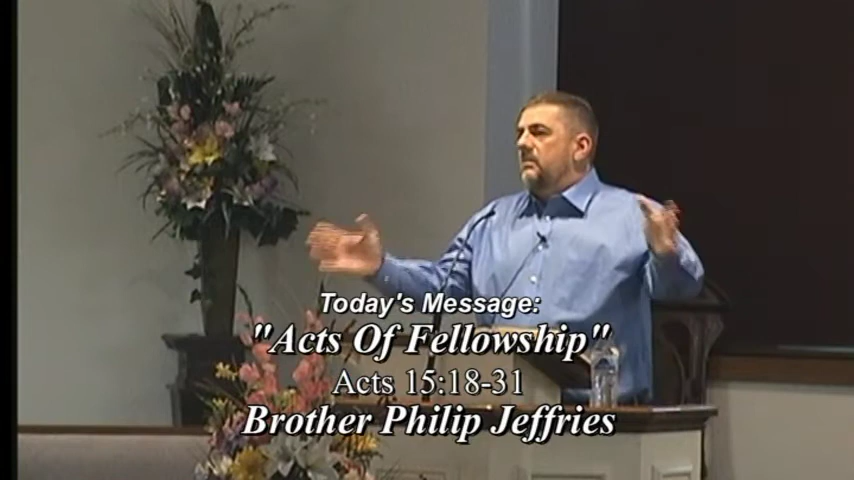 Today's Message:
"Acts Of Fellowship"
Acts 15:18-31
Brother Philip Jeffries